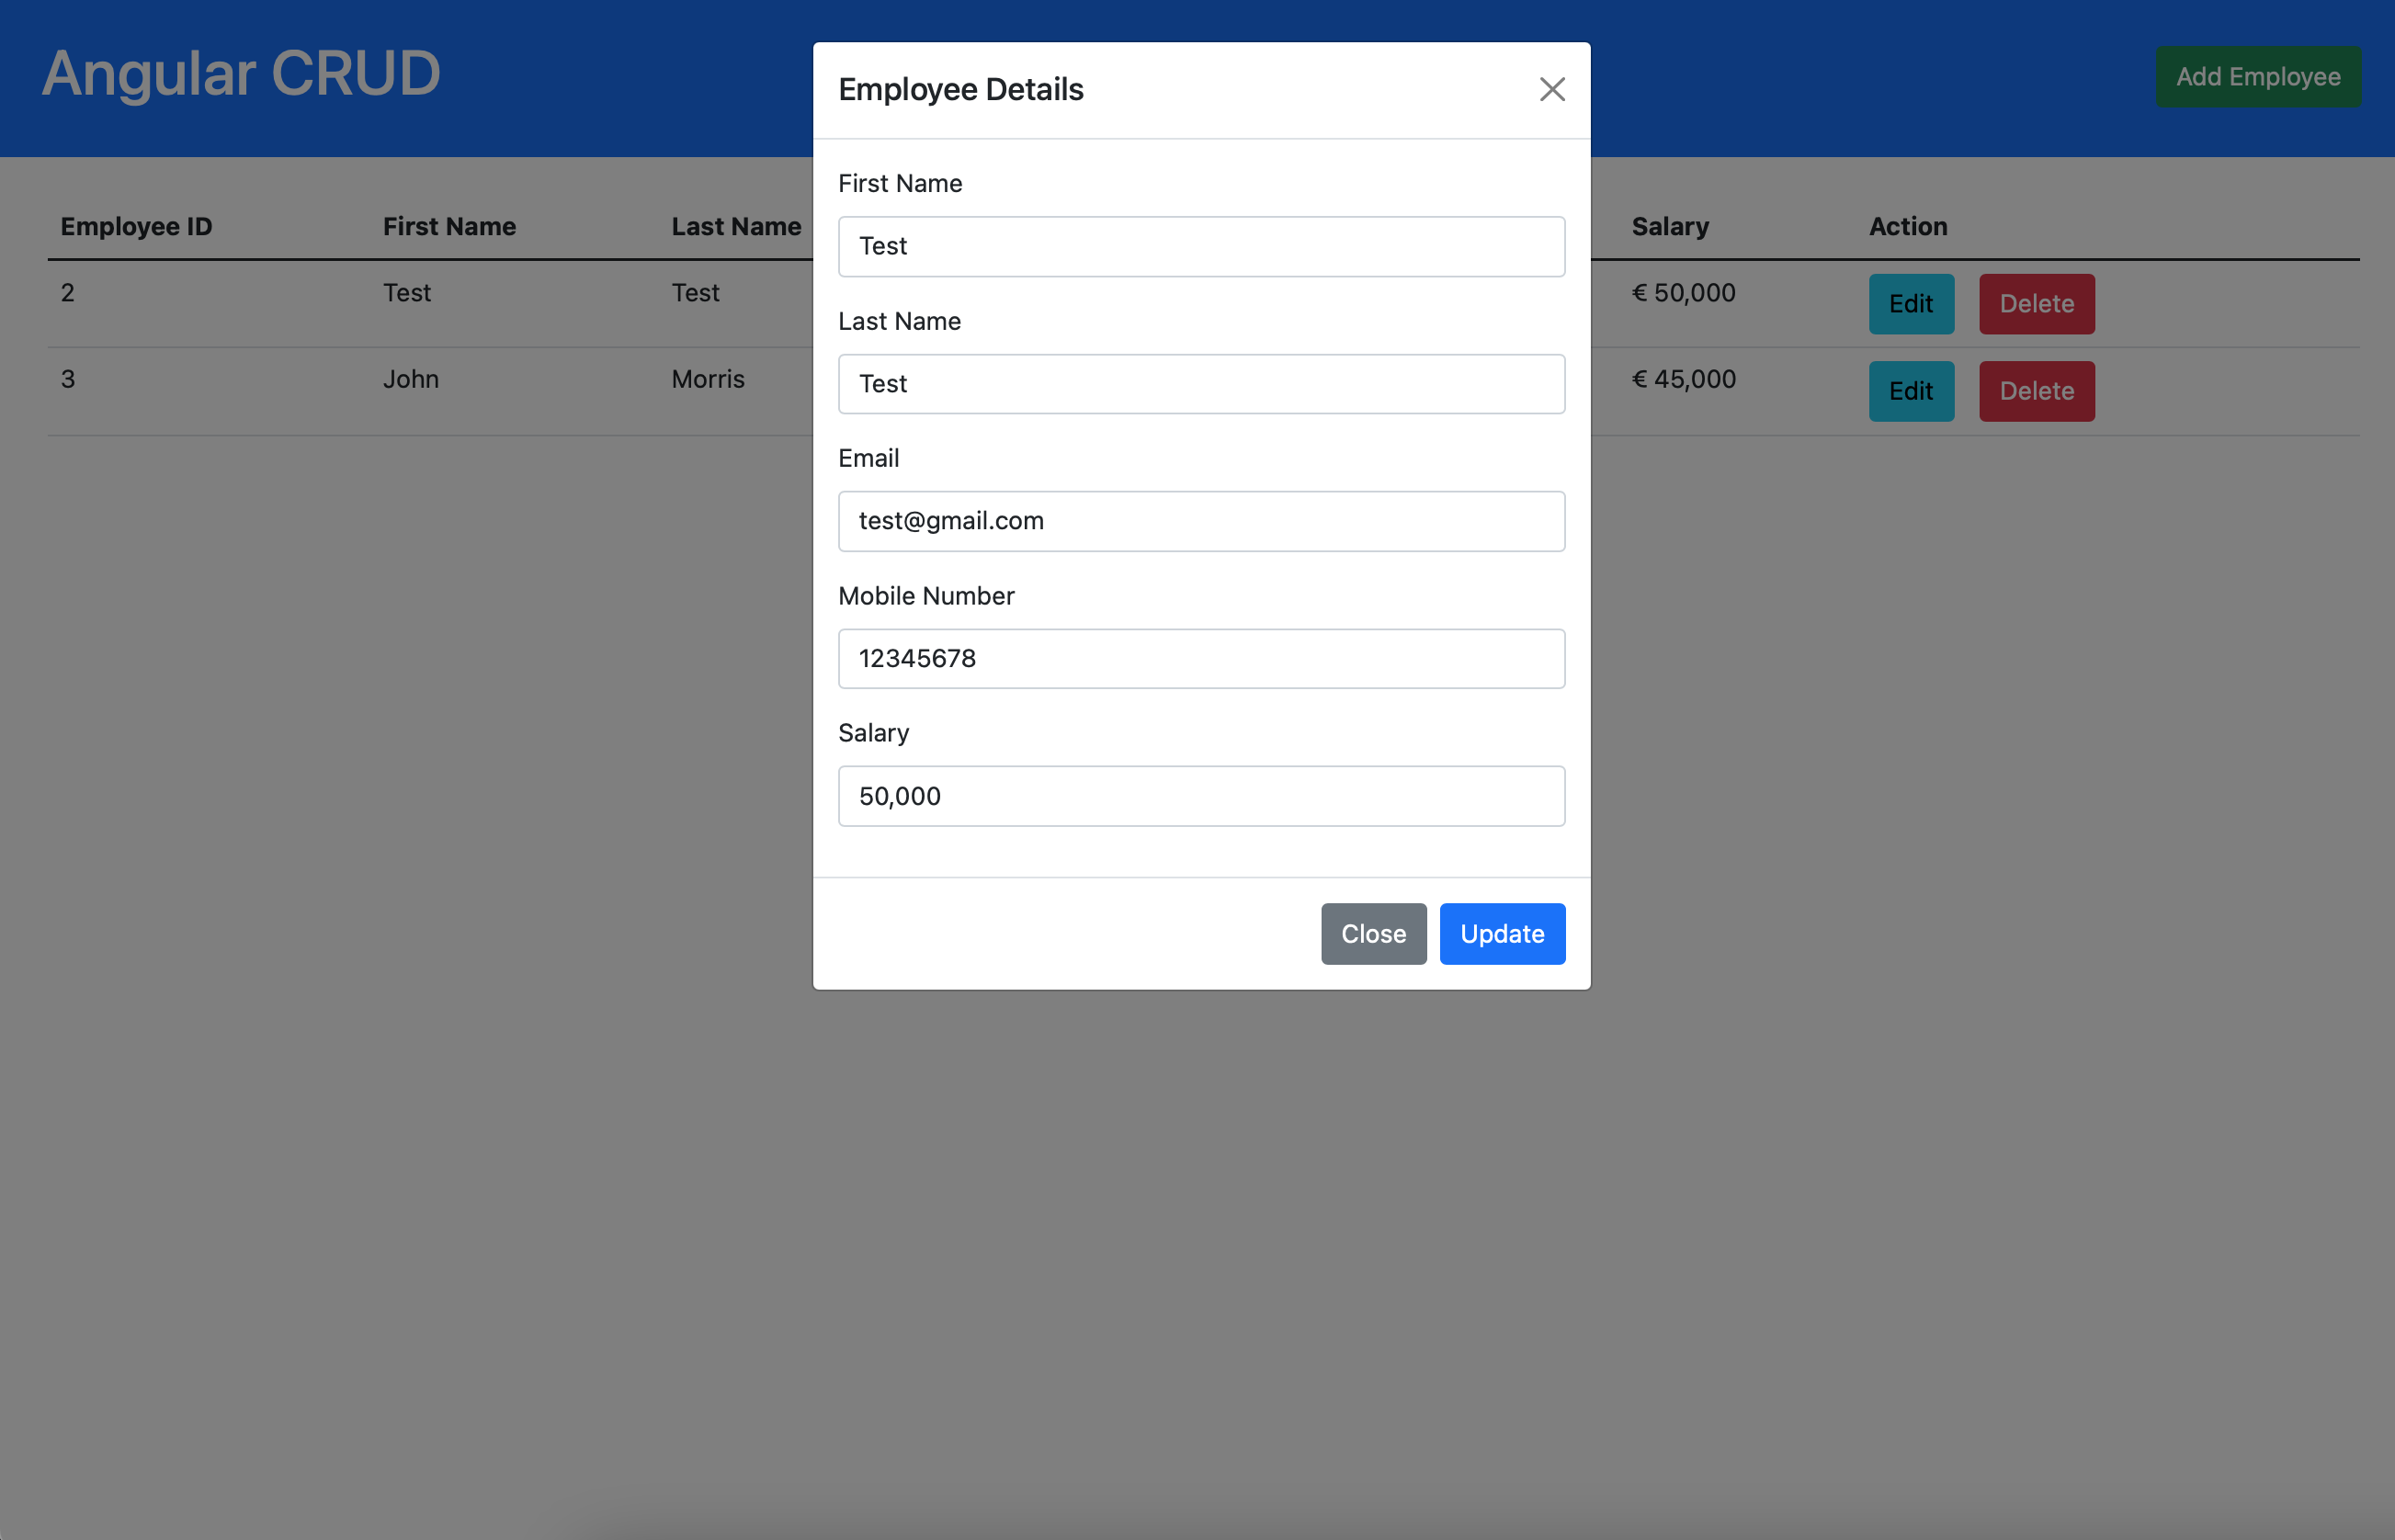 Angular CRUD
Add Employee
Employee ID First Name Last Name Salary Action
2 Test Test € 50,000 Edit Delete
3 John Morris € 45,000 Edit Delete
Employee Details
First Name
Test
Last Name
Test
Email
test@gmail.com
Mobile Number
12345678
Salary
50,000
Close Update